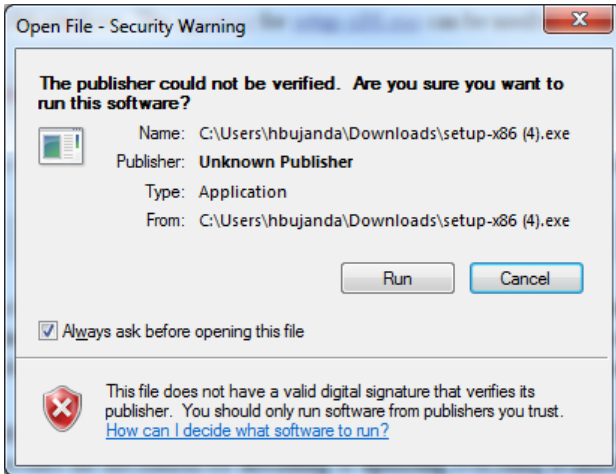 Open File - Security Warning
The publisher could not be verified. Are you sure you want to
run this software?
Name: C:\Users\hbujanda\Downloads\setup-x86 (4).exe
Publisher: Unknown Publisher
Type: Application
From: C:\Users\hbujanda\Downloads\setup-x86 (4).exe
Run Cancel
Always ask before opening this file
This file does not have a valid digital signature that verifies its
publisher. You should only run software from publishers you trust.
How can I decide what software to run?